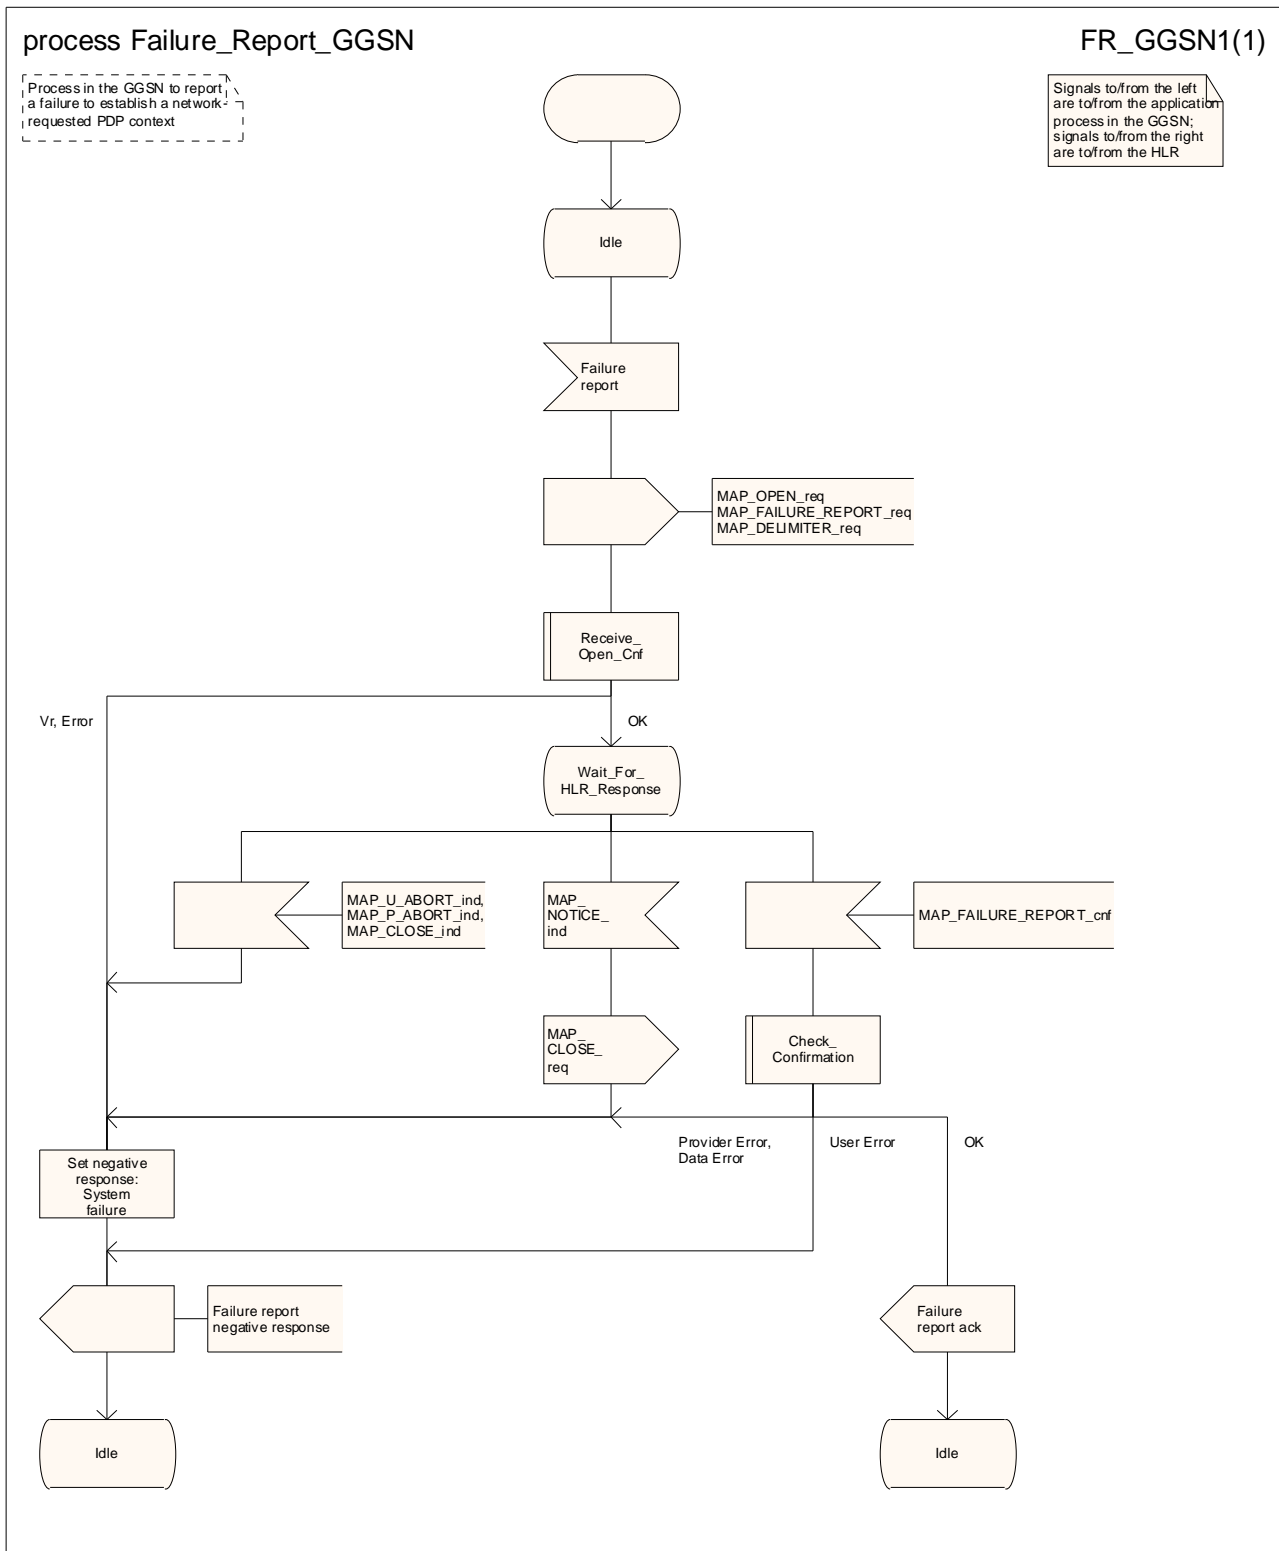 process Failure_Report_GGSN
FR_GGSN1(1)
Process in the GGSN to report
a failure to establish a network-
requested PDP context
Signals to/from the left
are to/from the application
process in the GGSN;
signals to/from the right
are to/from the HLR
Idle
Failure
report
MAP_OPEN_req
MAP_FAILURE_REPORT_req
MAP_DELIMITER_req
Receive_
Open_Cnf
Vr, Error
OK
Wait_For_
HLR_Response
MAP_U_ABORT_ind,
MAP_P_ABORT_ind,
MAP_CLOSE_ind
MAP_
NOTICE_
ind
MAP_FAILURE_REPORT_cnf
MAP_
CLOSE_
req
Check_
Confirmation
Provider Error,
Data Error
User Error
OK
Set negative
response:
System
failure
Failure report
negative response
Failure
report ack
Idle
Idle